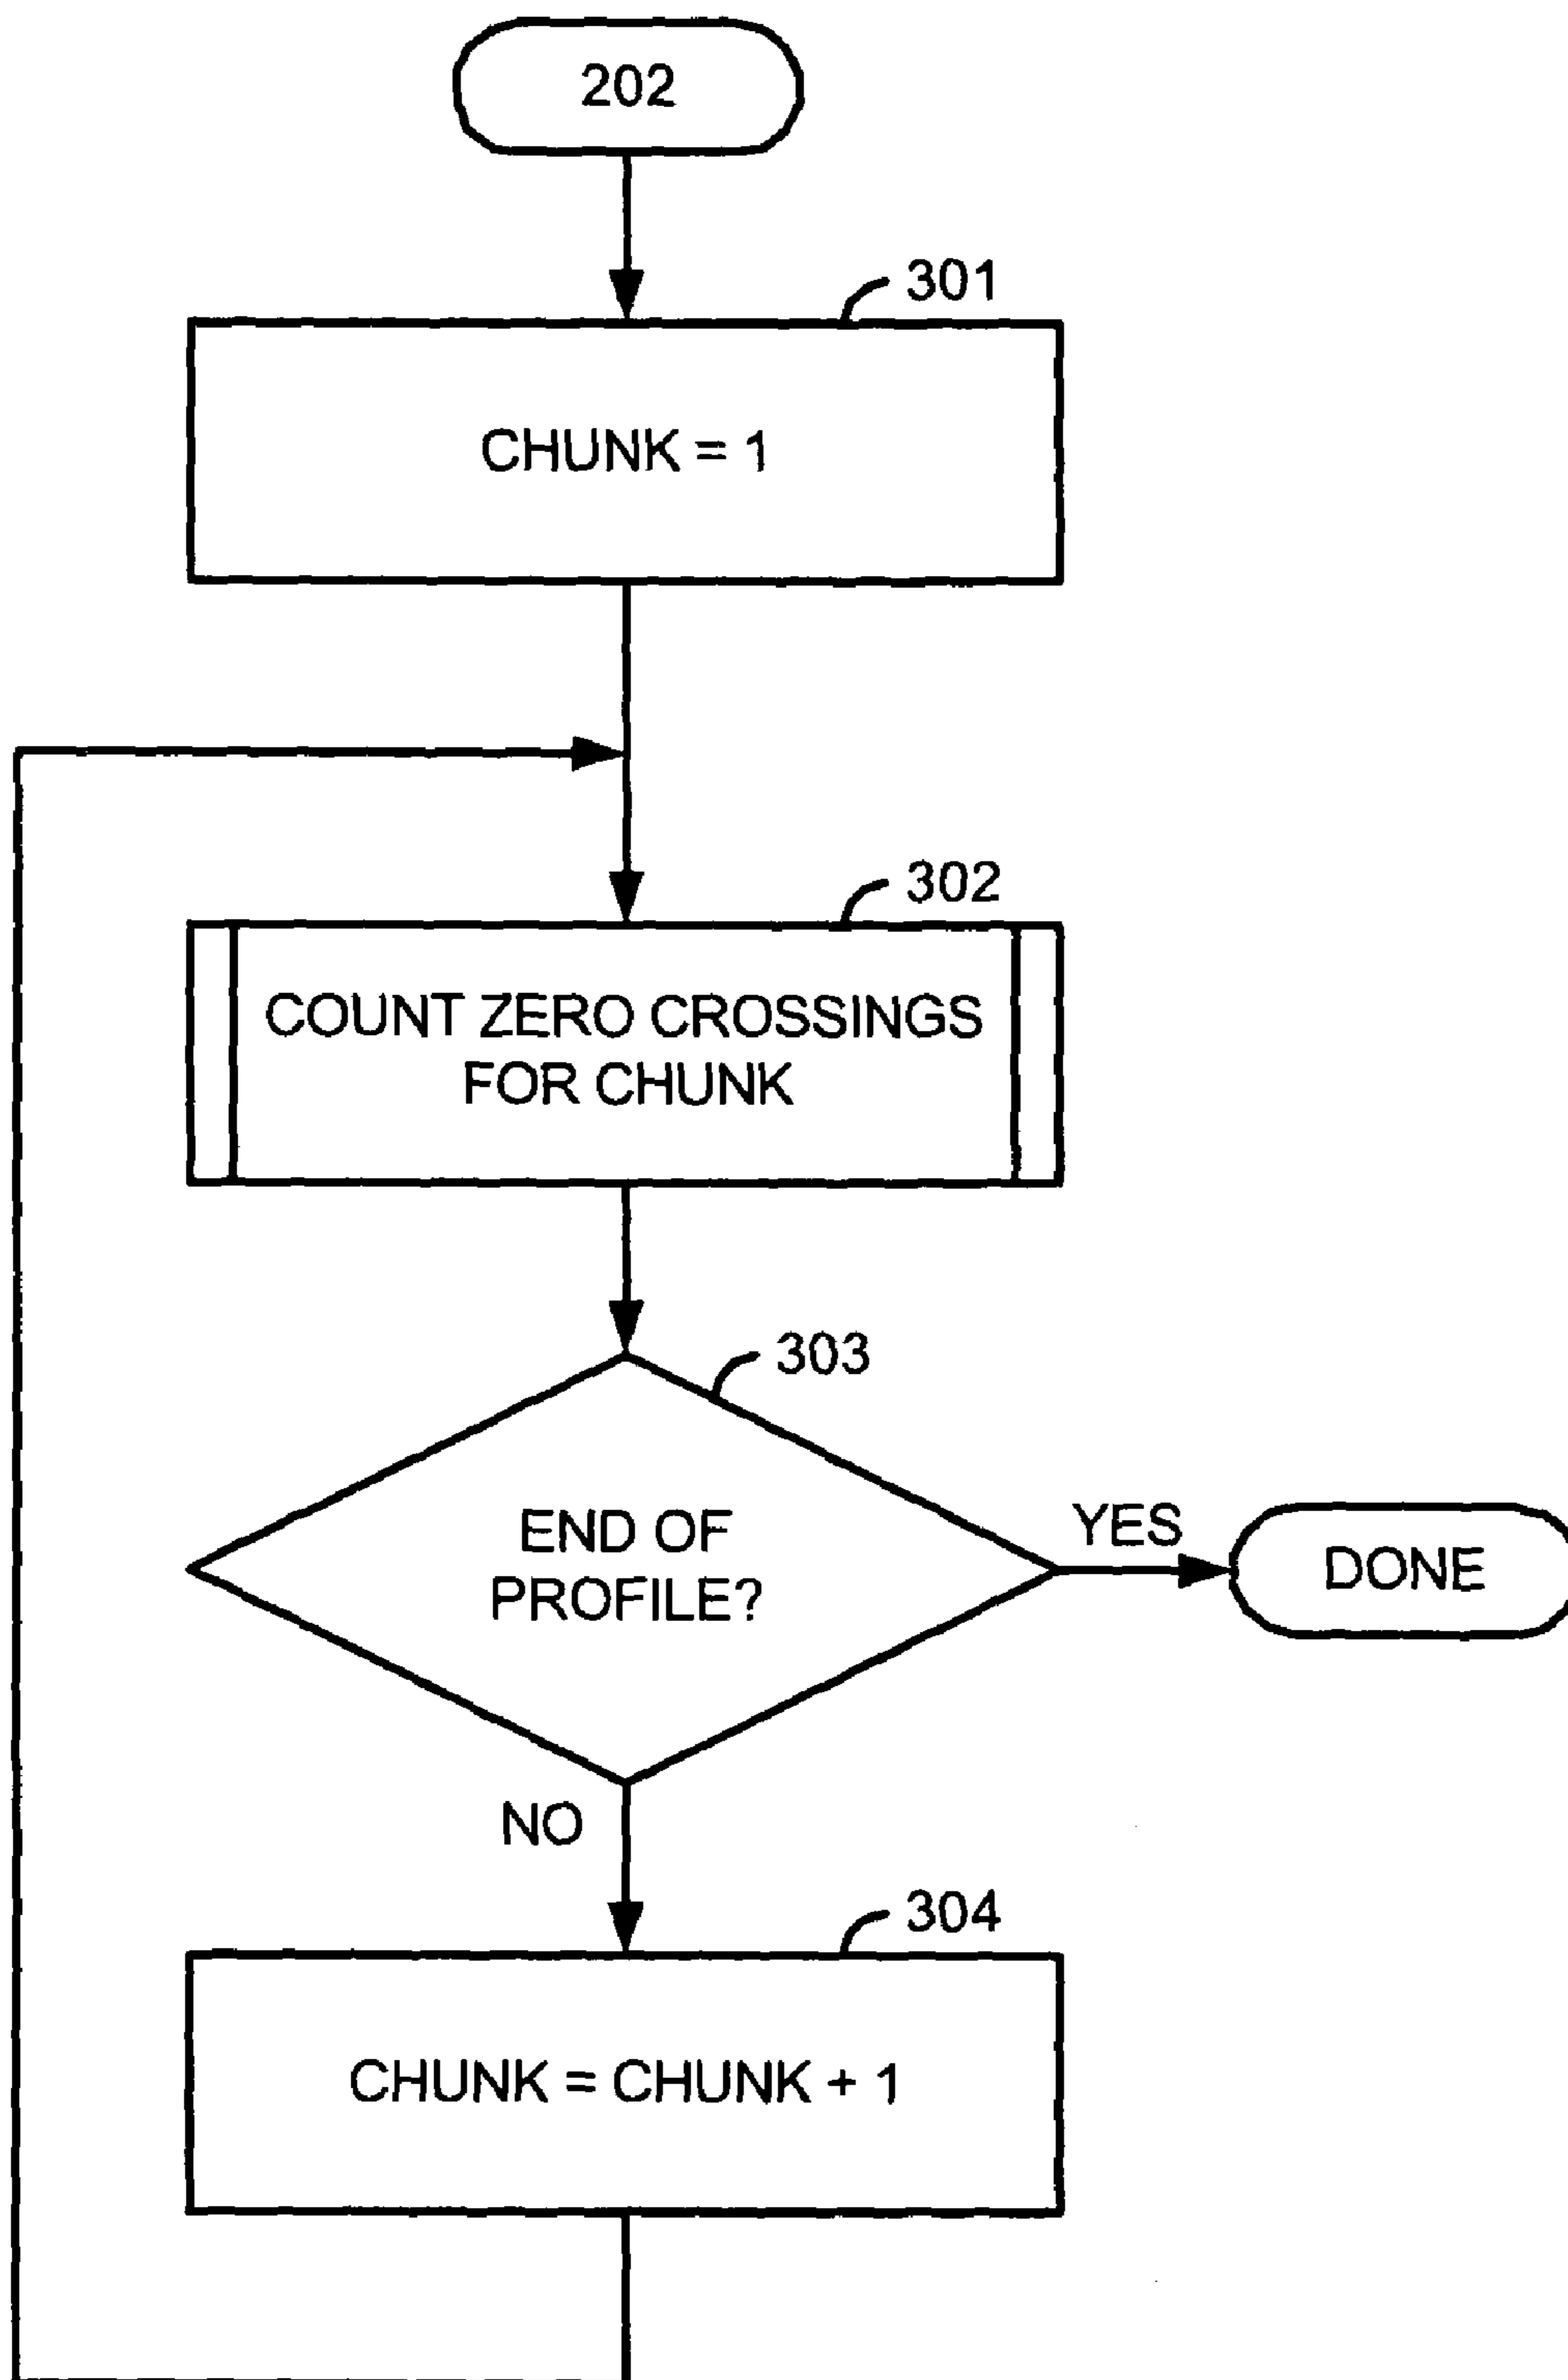 202
301
CHUNK = 1
302
COUNT ZERO CROSSINGS
FOR CHUNK
303
END OF
PROFILE?
YES
DONE
NO
304
CHUNK = CHUNK + 1